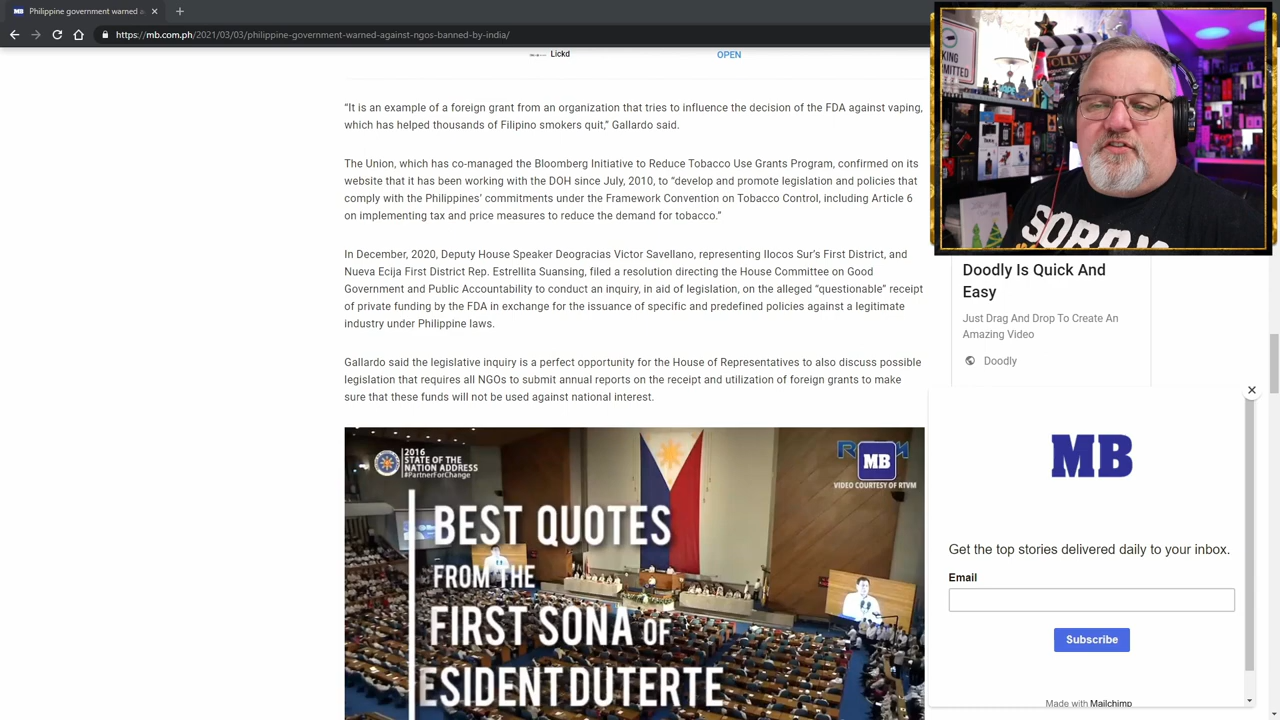 Philippine government warned a
https://mb.com.ph/2021/03/03/philippine-government-warned-against-ngos-banned-by-india/
Lickd
OPEN
“It is an example of a foreign grant from an organization that tries to influence the decision of the FDA against vaping,
which has helped thousands of Filipino smokers quit,” Gallardo said.
The Union, which has co-managed the Bloomberg Initiative to Reduce Tobacco Use Grants Program, confirmed on its
website that it has been working with the DOH since July, 2010, to “develop and promote legislation and policies that
comply with the Philippines’ commitments under the Framework Convention on Tobacco Control, including Article 6
on implementing tax and price measures to reduce the demand for tobacco.”
In December, 2020, Deputy House Speaker Deogracias Victor Savellano, representing Ilocos Sur’s First District, and
Nueva Ecija First District Rep. Estrellita Suansing, filed a resolution directing the House Committee on Good
Government and Public Accountability to conduct an inquiry, in aid of legislation, on the alleged “questionable” receipt
of private funding by the FDA in exchange for the issuance of specific and predefined policies against a legitimate
industry under Philippine laws.
Gallardo said the legislative inquiry is a perfect opportunity for the House of Representatives to also discuss possible
legislation that requires all NGOs to submit annual reports on the receipt and utilization of foreign grants to make
sure that these funds will not be used against national interest.
2016
STATE OF THE
NATION ADDRESS
#PartnerForChange
MB
VIDEO COURTESY OF RTVM
BEST QUOTES
FROM THE
FIRST SONA OF
ESIDENT DUTERTE
SORRY
Doodly Is Quick And
Easy
Just Drag And Drop To Create An
Amazing Video
Doodly
MB
Get the top stories delivered daily to your inbox.
Email
Subscribe
Made with Mailchimp